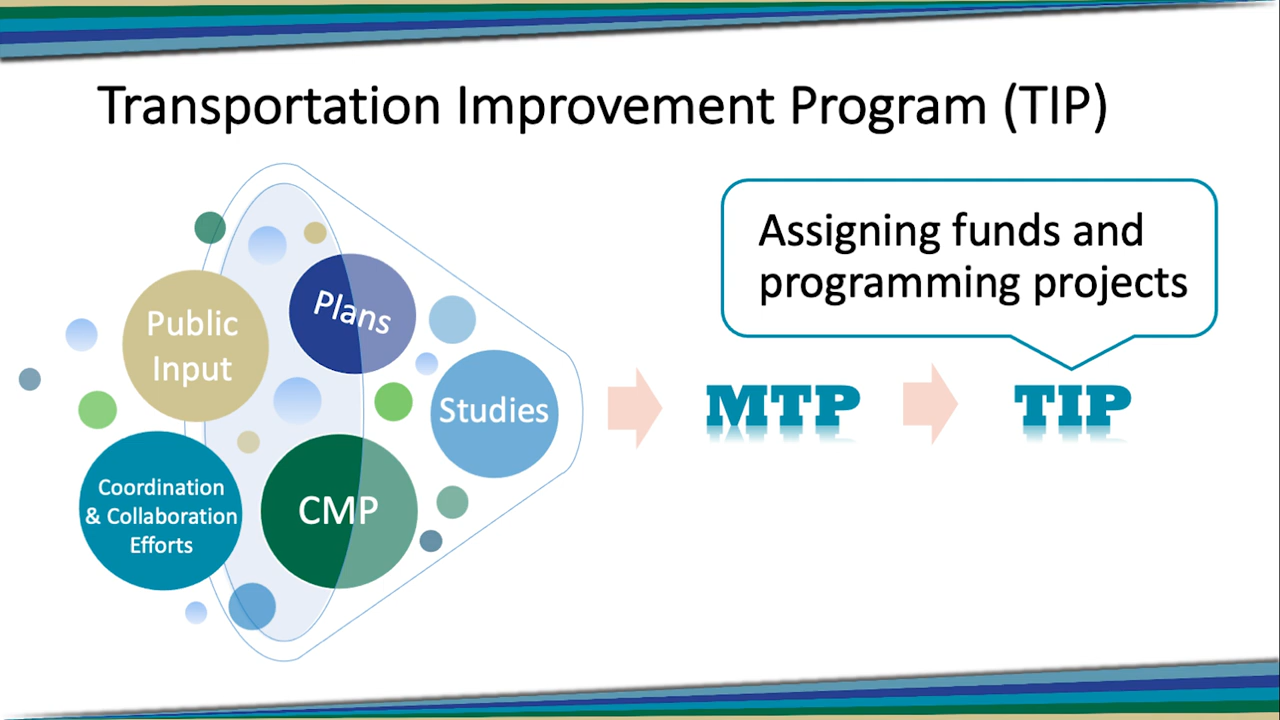 Transportation Improvement Program (TIP)
Public
Input
Plans
Studies
Coordination
& Collaboration
Efforts
CMP
MTP
Assigning funds and
programming projects
TIP